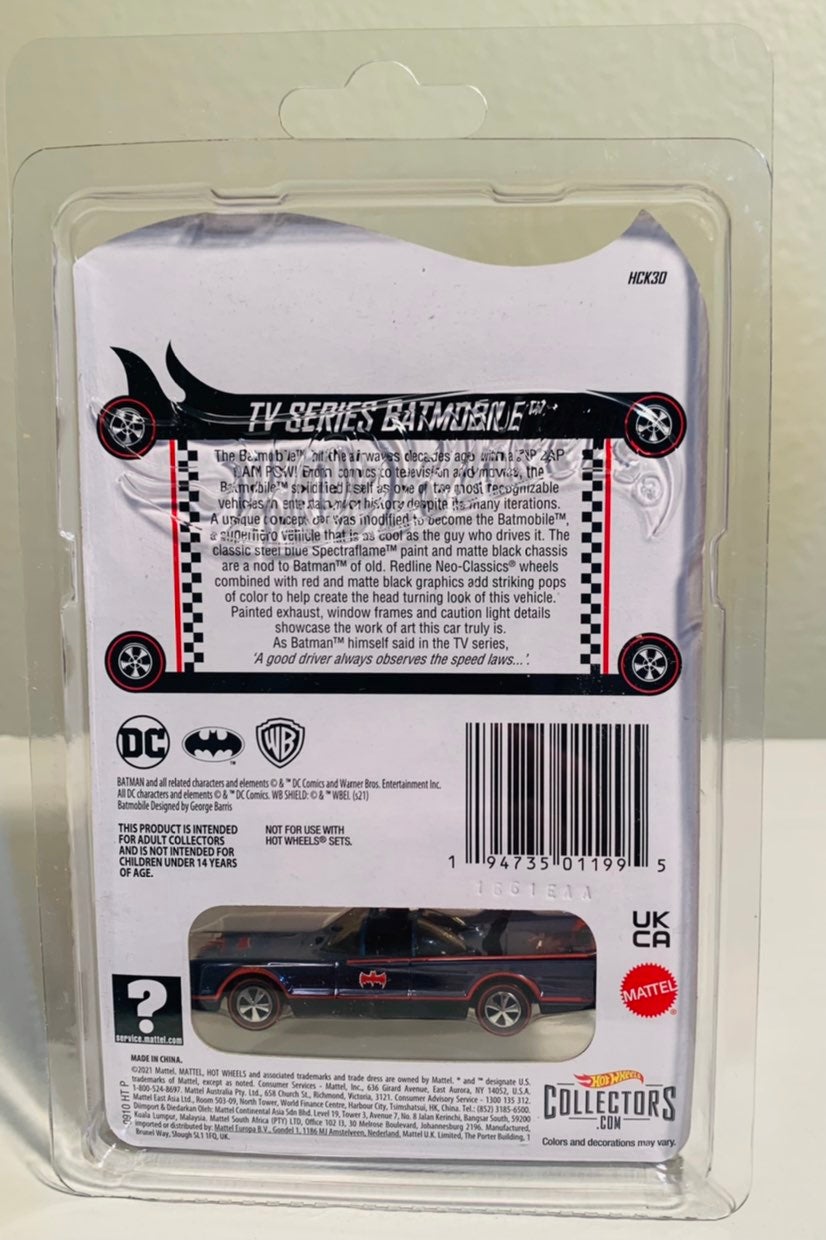 HCK30
TV SERIES BATMOBILE™
The Batmobile™ hit the airwaves decades ago with a ZIP ZAP
BAM POW! From comics to television and movies, the
Batmobile™ solidified itself as one of the most recognizable
vehicles in entertainment history despite its many iterations.
A unique concept car was modified to become the Batmobile™,
a superhero vehicle that is as cool as the guy who drives it. The
classic steel blue Spectraflame™ paint and matte black chassis
are a nod to Batman™ of old. Redline Neo-Classics® wheels
combined with red and matte black graphics add striking pops
of color to help create the head turning look of this vehicle.
Painted exhaust, window frames and caution light details
showcase the work of art this car truly is.
As Batman™ himself said in the TV series,
'A good driver always observes the speed laws...'.
DC
™
WB
BATMAN and all related characters and elements © & ™ DC Comics and Warner Bros. Entertainment Inc.
All DC characters and elements © & ™ DC Comics. WB SHIELD: © & ™ WBEI. (s21)
Batmobile Designed by George Barris
THIS PRODUCT IS INTENDED
FOR ADULT COLLECTORS
AND IS NOT INTENDED FOR
CHILDREN UNDER 14 YEARS
OF AGE.
NOT FOR USE WITH
HOT WHEELS® SETS.
1 94735 01199 5
1661EAA
UK
CA
MATTEL®
?
service.mattel.com
MADE IN CHINA.
©2021 Mattel. MATTEL, HOT WHEELS and associated trademarks and trade dress are owned by Mattel. ® and ™ designate U.S.
trademarks of Mattel, except as noted. Consumer Services - Mattel, Inc., 636 Girard Avenue, East Aurora, NY 14052, U.S.A.
1-800-524-8697. Mattel Australia Pty. Ltd., 658 Church St., Richmond, Victoria, 3121. Consumer Advisory Service - 1300 135 312.
Mattel East Asia Ltd., Room 503-09, North Tower, World Finance Centre, Harbour City, Tsimshatsui, HK, China. Tel.: (852) 3185-6500.
Diimport & Diedarkan Oleh: Mattel Continental Asia Sdn Bhd. Level 19, Tower 3, Avenue 7, No. 8 Jalan Kerinchi, Bangsar South, 59200
Kuala Lumpur, Malaysia. Mattel South Africa (PTY) LTD, Office 102 I3, 30 Melrose Boulevard, Johannesburg 2196. Manufactured,
imported or distributed by: Mattel Europa B.V., Gondel 1, 1186 MJ Amstelveen, Nederland. Mattel U.K. Limited, The Porter Building, 1
Brunel Way, Slough SL1 1FQ, UK.
0910 HT P
HOT WHEELS
COLLECTORS
.COM
Colors and decorations may vary.